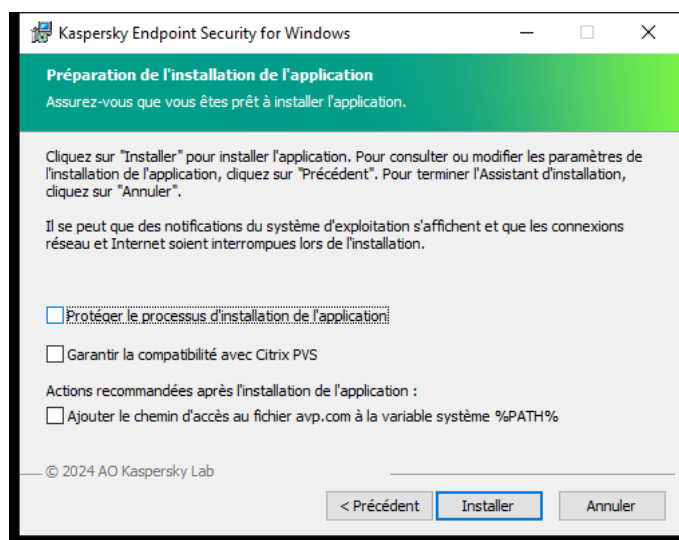 Kaspersky Endpoint Security for Windows
Préparation de l'installation de l'application
Assurez-vous que vous êtes prêt à installer l'application.
Cliquez sur "Installer" pour installer l'application. Pour consulter ou modifier les paramètres de
l'installation de l'application, cliquez sur "Précédent". Pour terminer l'Assistant d'installation,
cliquez sur "Annuler".
Il se peut que des notifications du système d'exploitation s'affichent et que les connexions
réseau et Internet soient interrompues lors de l'installation.
Protéger le processus d'installation de l'application
Garantir la compatibilité avec Citrix PVS
Actions recommandées après l'installation de l'application :
Ajouter le chemin d'accès au fichier avp.com à la variable système %PATH%
© 2024 AO Kaspersky Lab
< Précédent Installer Annuler